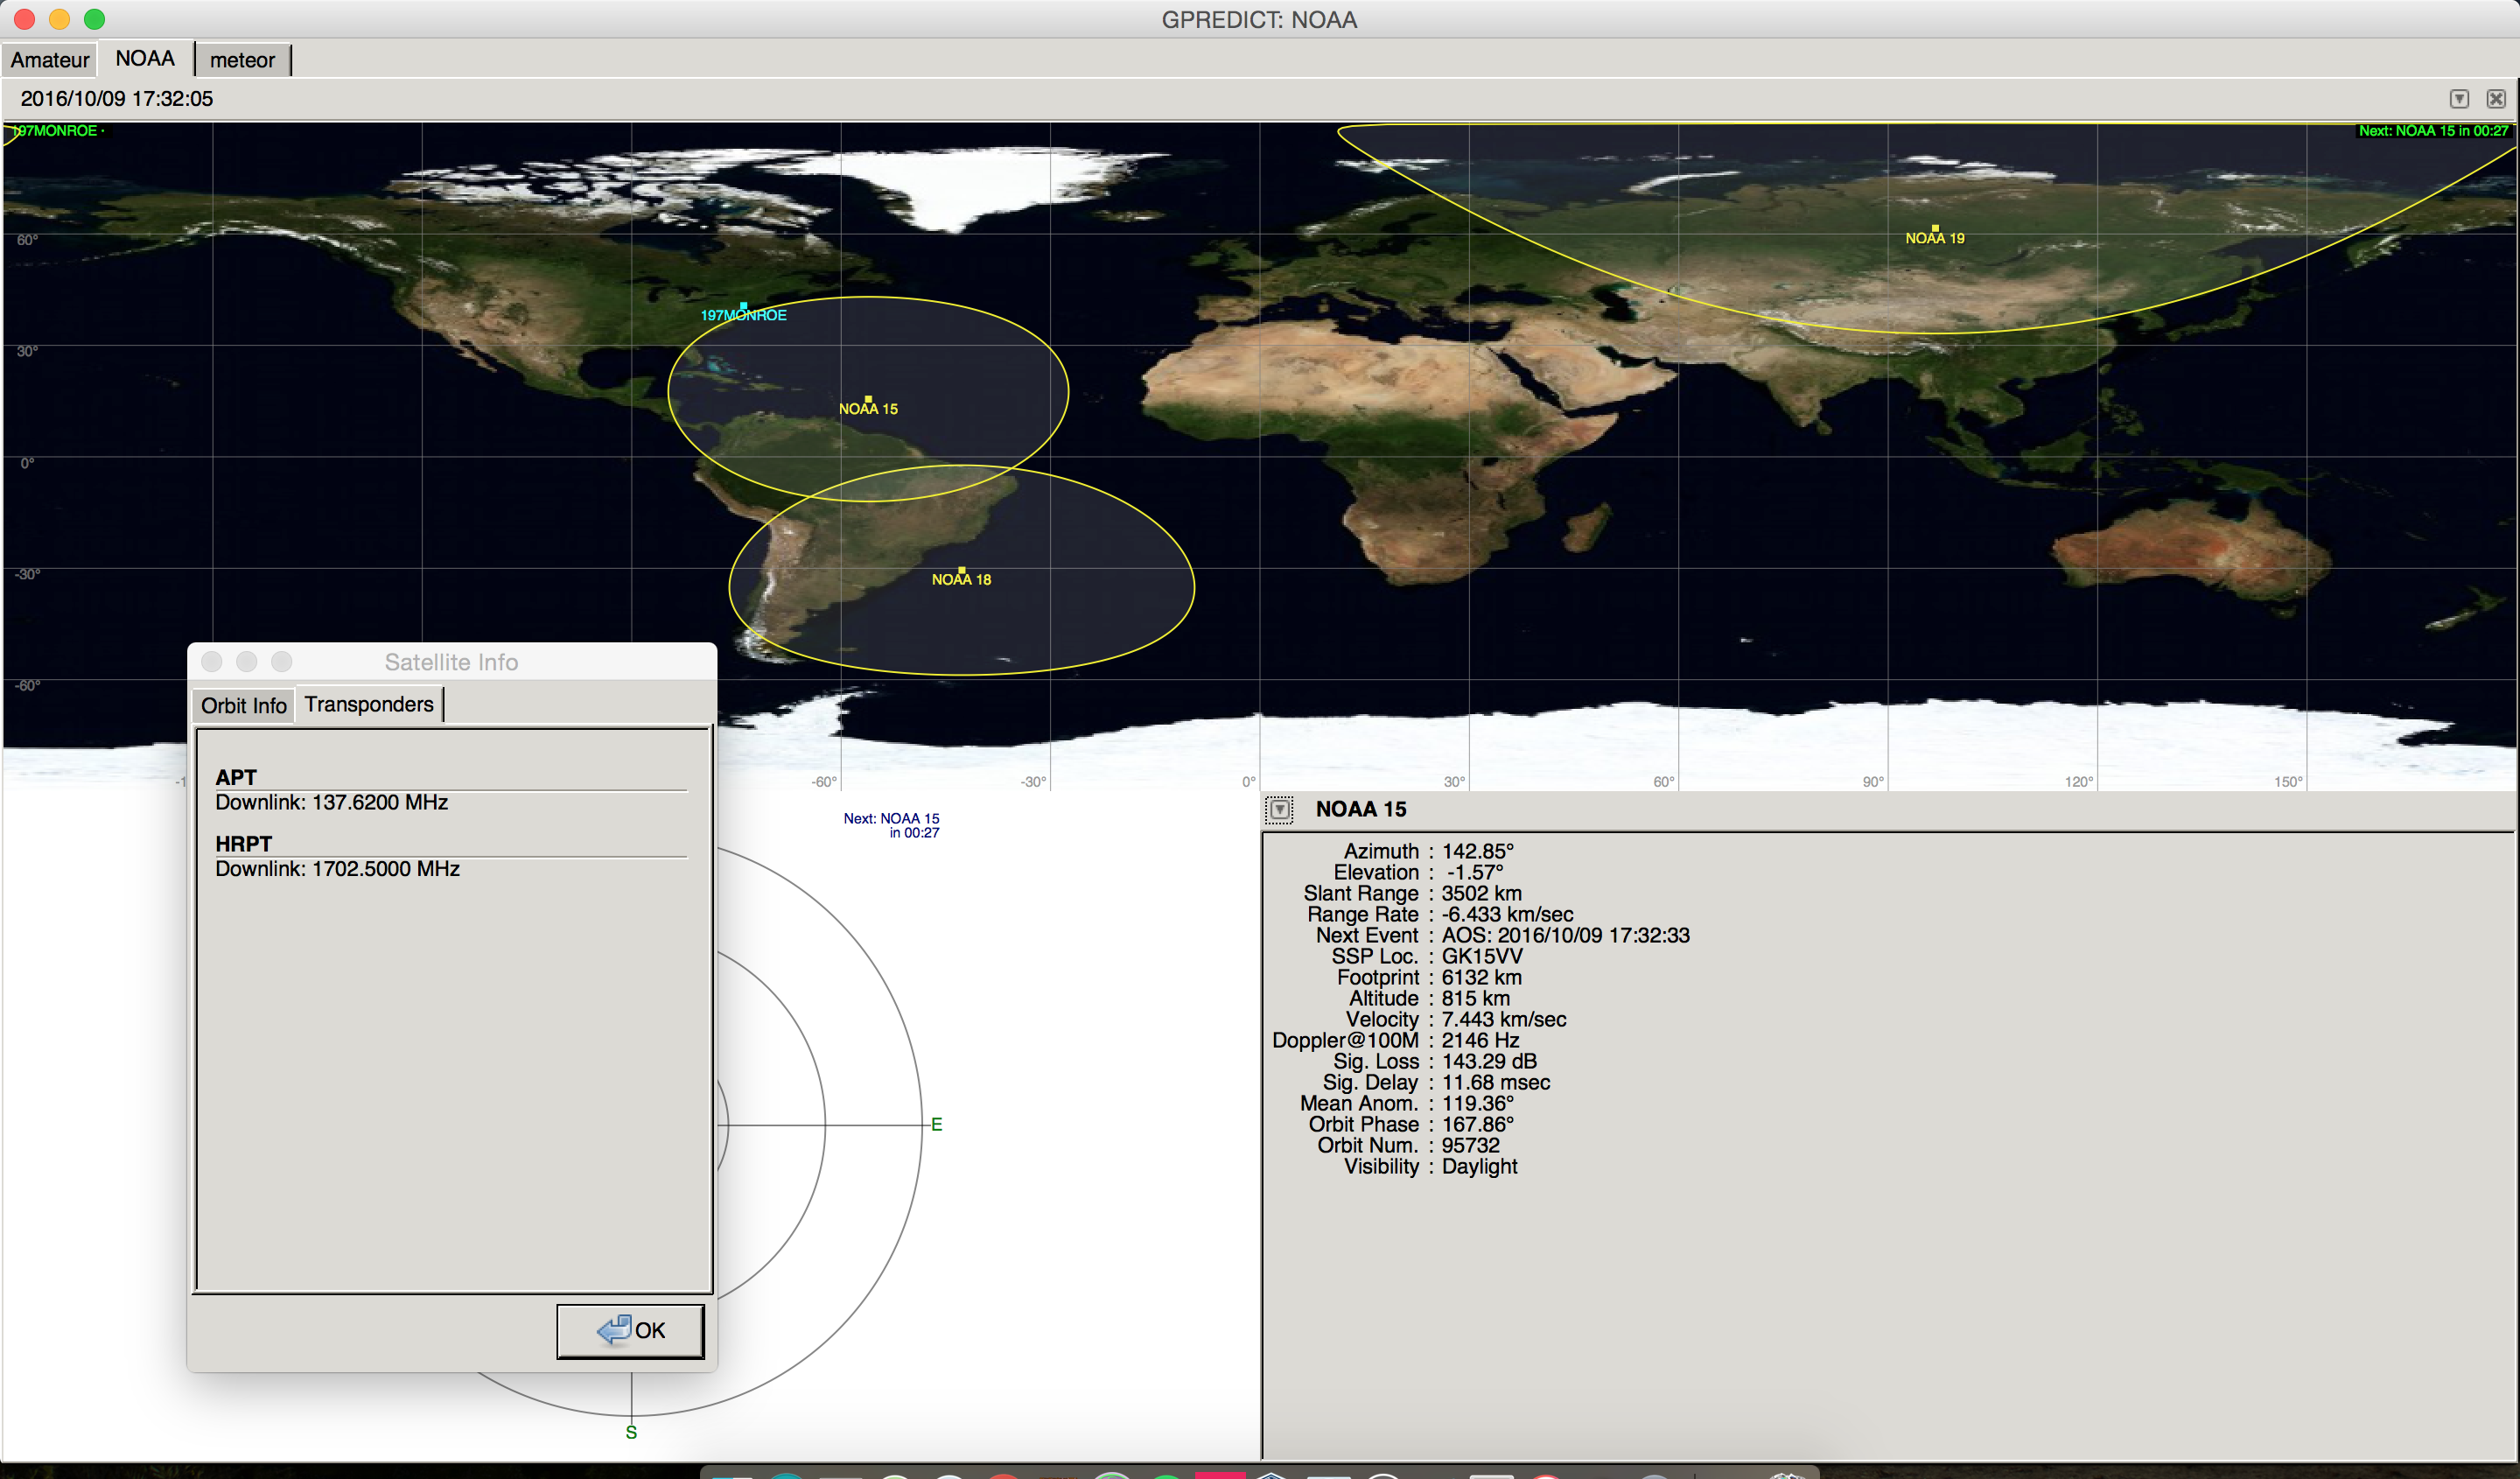 GPREDICT: NOAA
Amateur NOAA meteor
2016/10/09 17:32:05
197MONROE
Next: NOAA 15 in 00:27
60°
NOAA 19
197MONROE
30°
NOAA 15
0°
-30°
NOAA 18
-60°
-60° -30° 0° 30° 60° 90° 120° 150°
Satellite Info
Orbit Info Transponders
APT
Downlink: 137.6200 MHz
HRPT
Downlink: 1702.5000 MHz
OK
Next: NOAA 15
in 00:27
E
S
NOAA 15
Azimuth : 142.85°
Elevation : -1.57°
Slant Range : 3502 km
Range Rate : -6.433 km/sec
Next Event : AOS: 2016/10/09 17:32:33
SSP Loc. : GK15VV
Footprint : 6132 km
Altitude : 815 km
Velocity : 7.443 km/sec
Doppler@100M : 2146 Hz
Sig. Loss : 143.29 dB
Sig. Delay : 11.68 msec
Mean Anom. : 119.36°
Orbit Phase : 167.86°
Orbit Num. : 95732
Visibility : Daylight